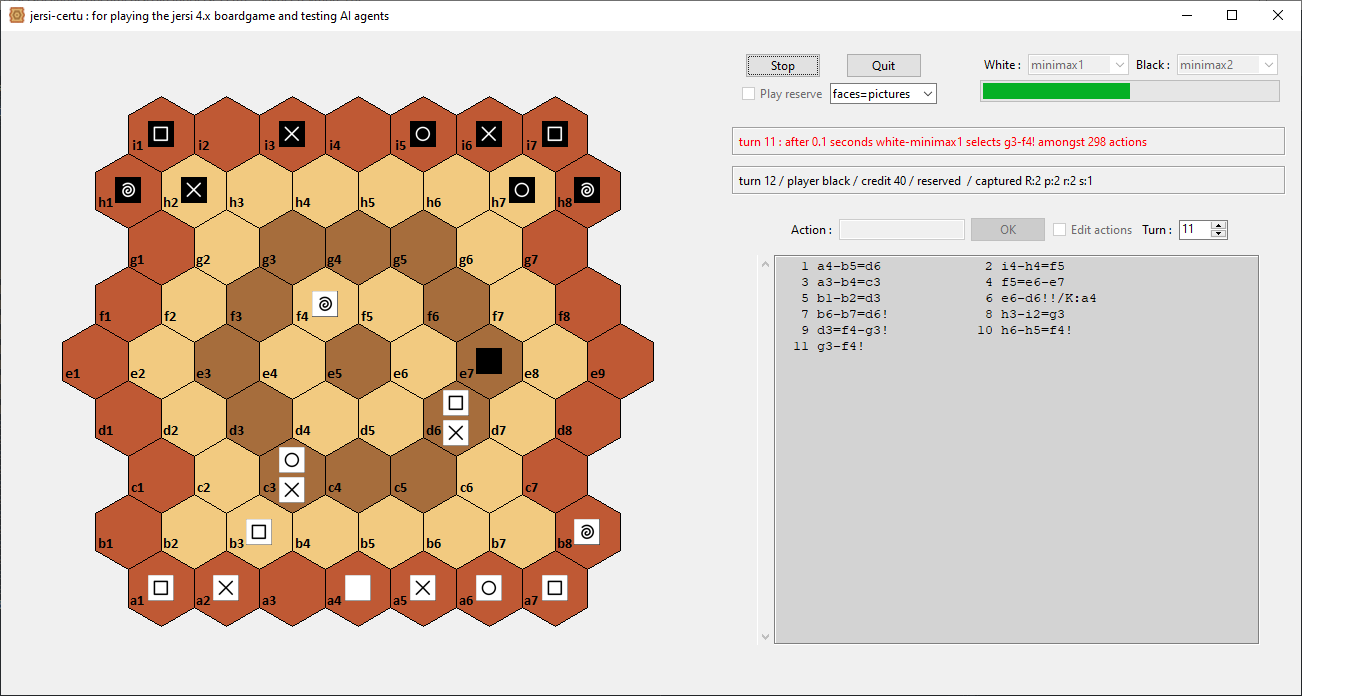 jersi-certu : for playing the jersi 4.x boardgame and testing AI agents
Stop Quit White : minimax1 Black : minimax2
Play reserve faces=pictures
turn 11 : after 0.1 seconds white-minimax1 selects g3-f4! amongst 298 actions
turn 12 / player black / credit 40 / reserved / captured R:2 p:2 r:2 s:1
Action : OK Edit actions Turn : 11
1 a4-b5=d6 2 i4-h4=f5
3 a3-b4=c3 4 f5=e6-e7
5 b1-b2=d3 6 e6-d6!!/K:a4
7 b6-b7=d6! 8 h3-i2=g3
9 d3=f4-g3! 10 h6-h5=f4!
11 g3-f4!
i1 i2 i3 i4 i5 i6 i7
h1 h2 h3 h4 h5 h6 h7 h8
g1 g2 g3 g4 g5 g6 g7
f1 f2 f3 f4 f5 f6 f7 f8
e1 e2 e3 e4 e5 e6 e7 e8 e9
d1 d2 d3 d4 d5 d6 d7 d8
c1 c2 c3 c4 c5 c6 c7
b1 b2 b3 b4 b5 b6 b7 b8
a1 a2 a3 a4 a5 a6 a7